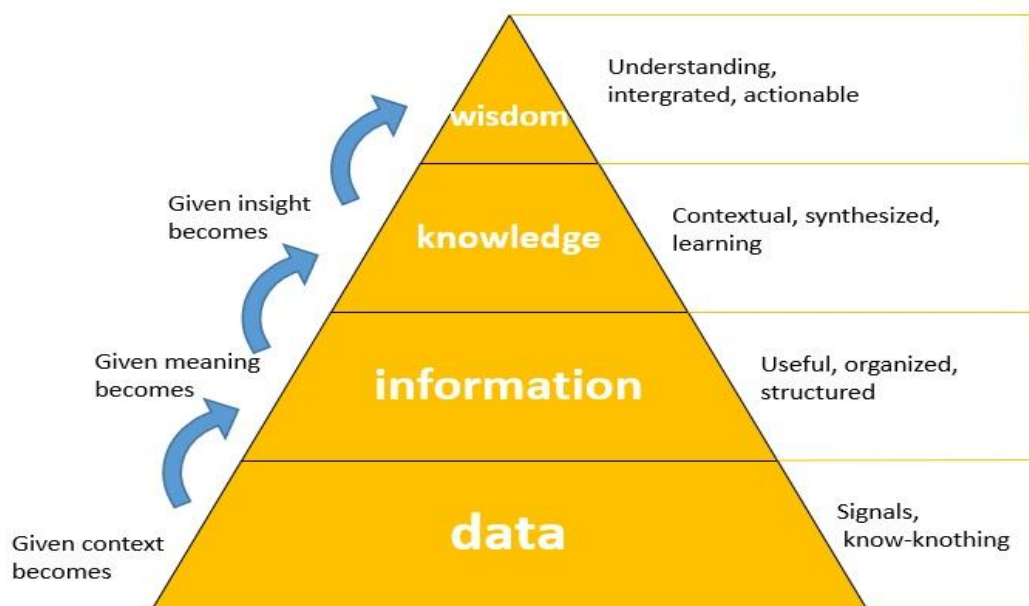 Understanding,
intergrated, actionable
wisdom
Given insight
becomes
knowledge
Contextual, synthesized,
learning
Given meaning
becomes
information
Useful, organized,
structured
Given context
becomes
data
Signals,
know-knothing